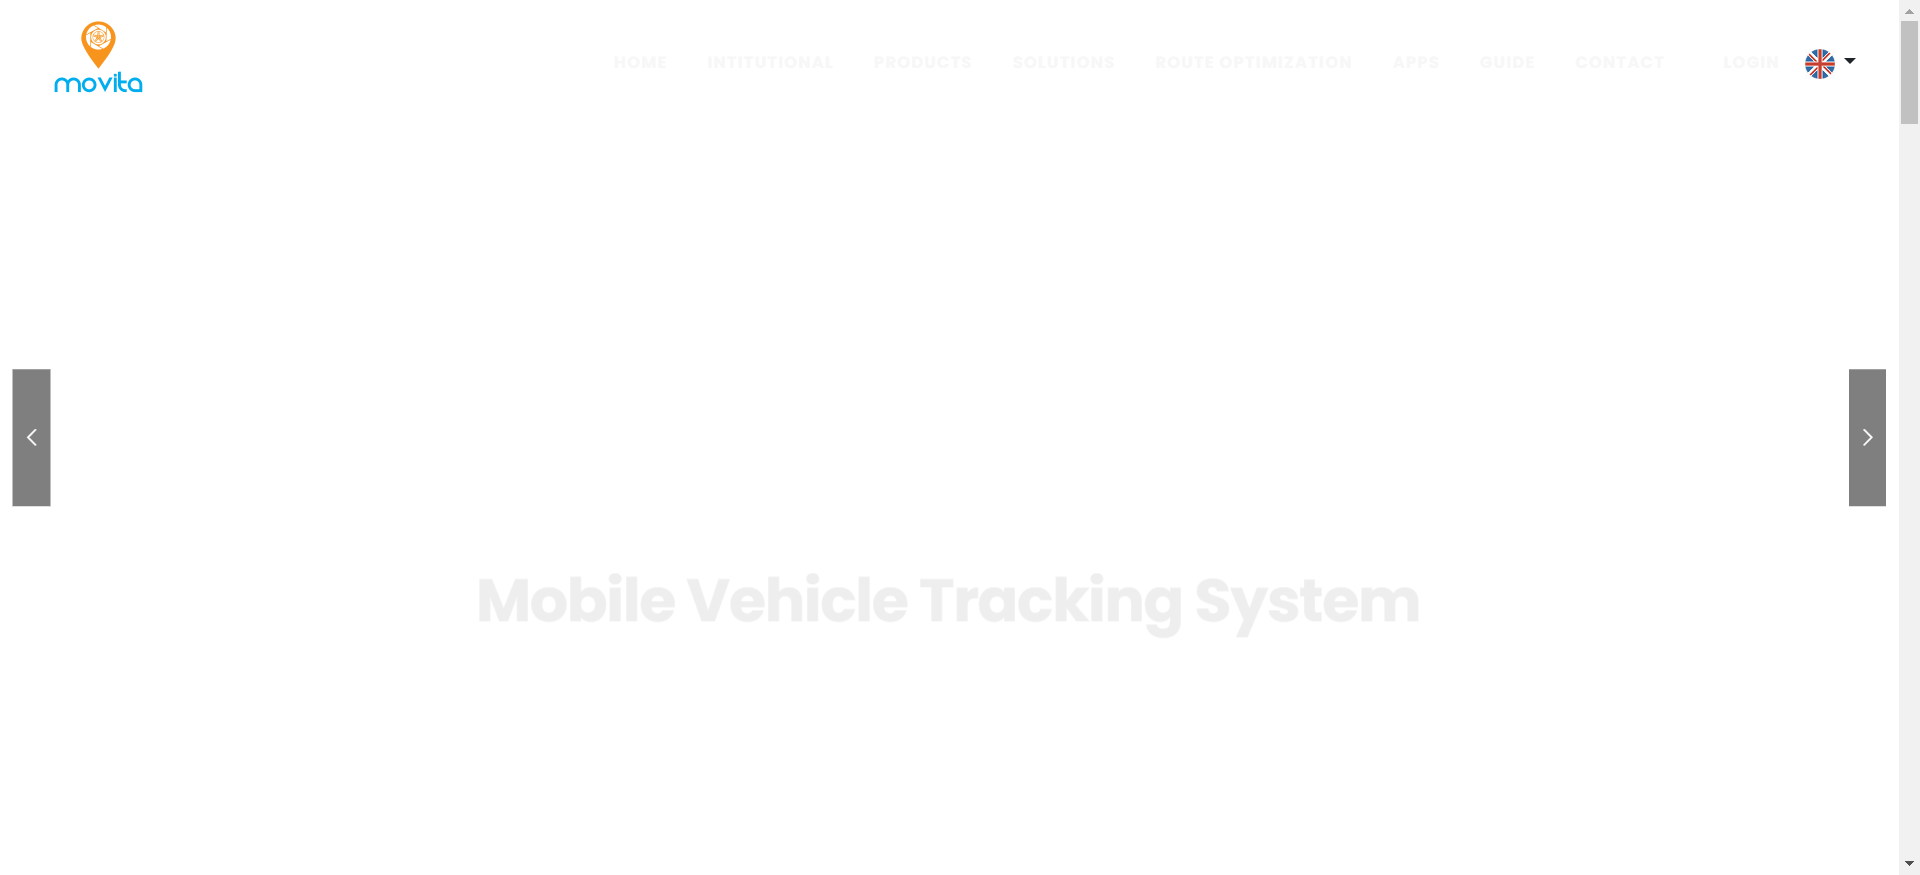 movita
HOME INTITUTIONAL PRODUCTS SOLUTIONS ROUTE OPTIMIZATION APPS GUIDE CONTACT LOGIN
Mobile Vehicle Tracking System